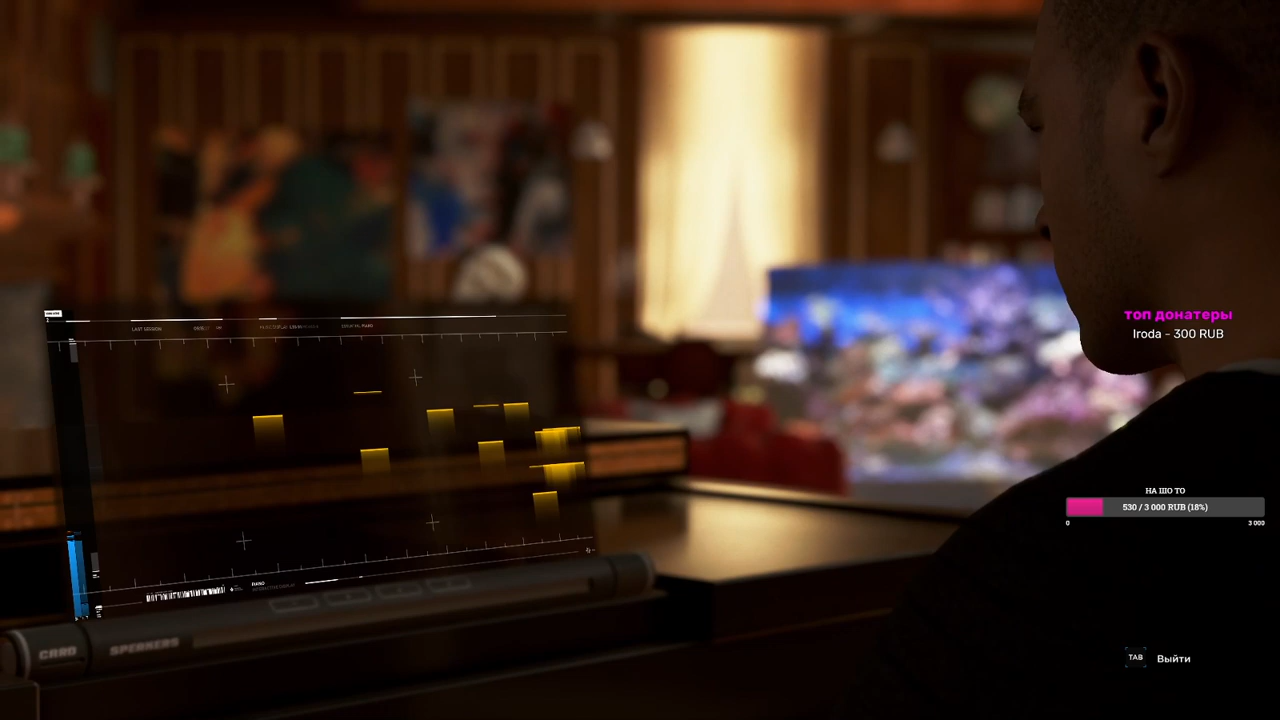 LAST SESSION
топ донатеры
Iroda - 300 RUB
НА ШО ТО
530 / 3 000 RUB (18%)
0
3 000
PIANO
CARD
SPEAKERS
TAB
Выйти